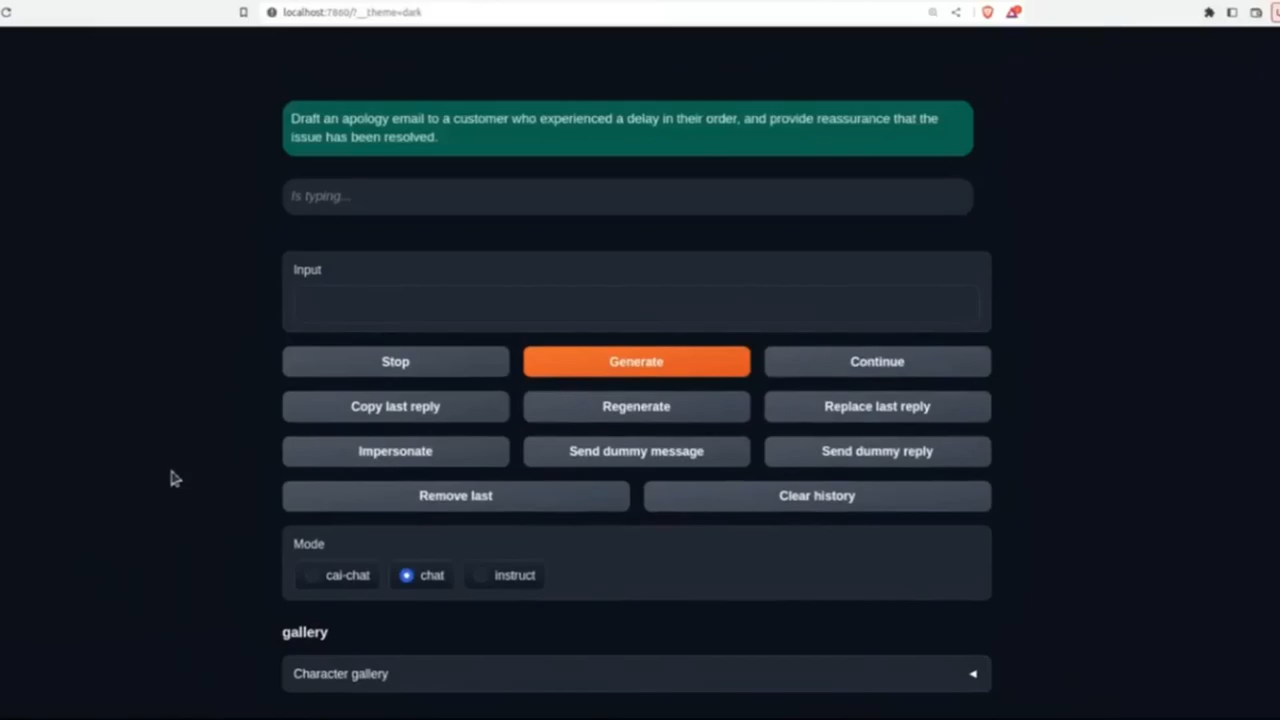 localhost:7860/?__theme=dark
Draft an apology email to a customer who experienced a delay in their order, and provide reassurance that the
issue has been resolved.
Is typing...
Input
Stop
Generate
Continue
Copy last reply
Regenerate
Replace last reply
Impersonate
Send dummy message
Send dummy reply
Remove last
Clear history
Mode
cai-chat
chat
instruct
gallery
Character gallery